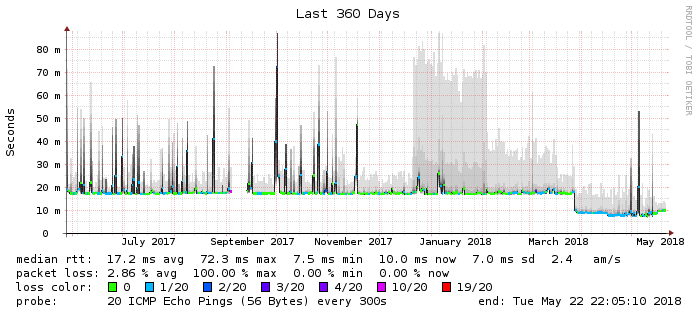 Last 360 Days
RRDTOOL / TOBI OETIKER
Seconds
80 m
70 m
60 m
50 m
40 m
30 m
20 m
10 m
0
July 2017 September 2017 November 2017 January 2018 March 2018 May 2018
median rtt: 17.2 ms avg 72.3 ms max 7.5 ms min 10.0 ms now 7.0 ms sd 2.4 am/s
packet loss: 2.86 % avg 100.00 % max 0.00 % min 0.00 % now
loss color: 0 1/20 2/20 3/20 4/20 10/20 19/20
probe: 20 ICMP Echo Pings (56 Bytes) every 300s end: Tue May 22 22:05:10 2018